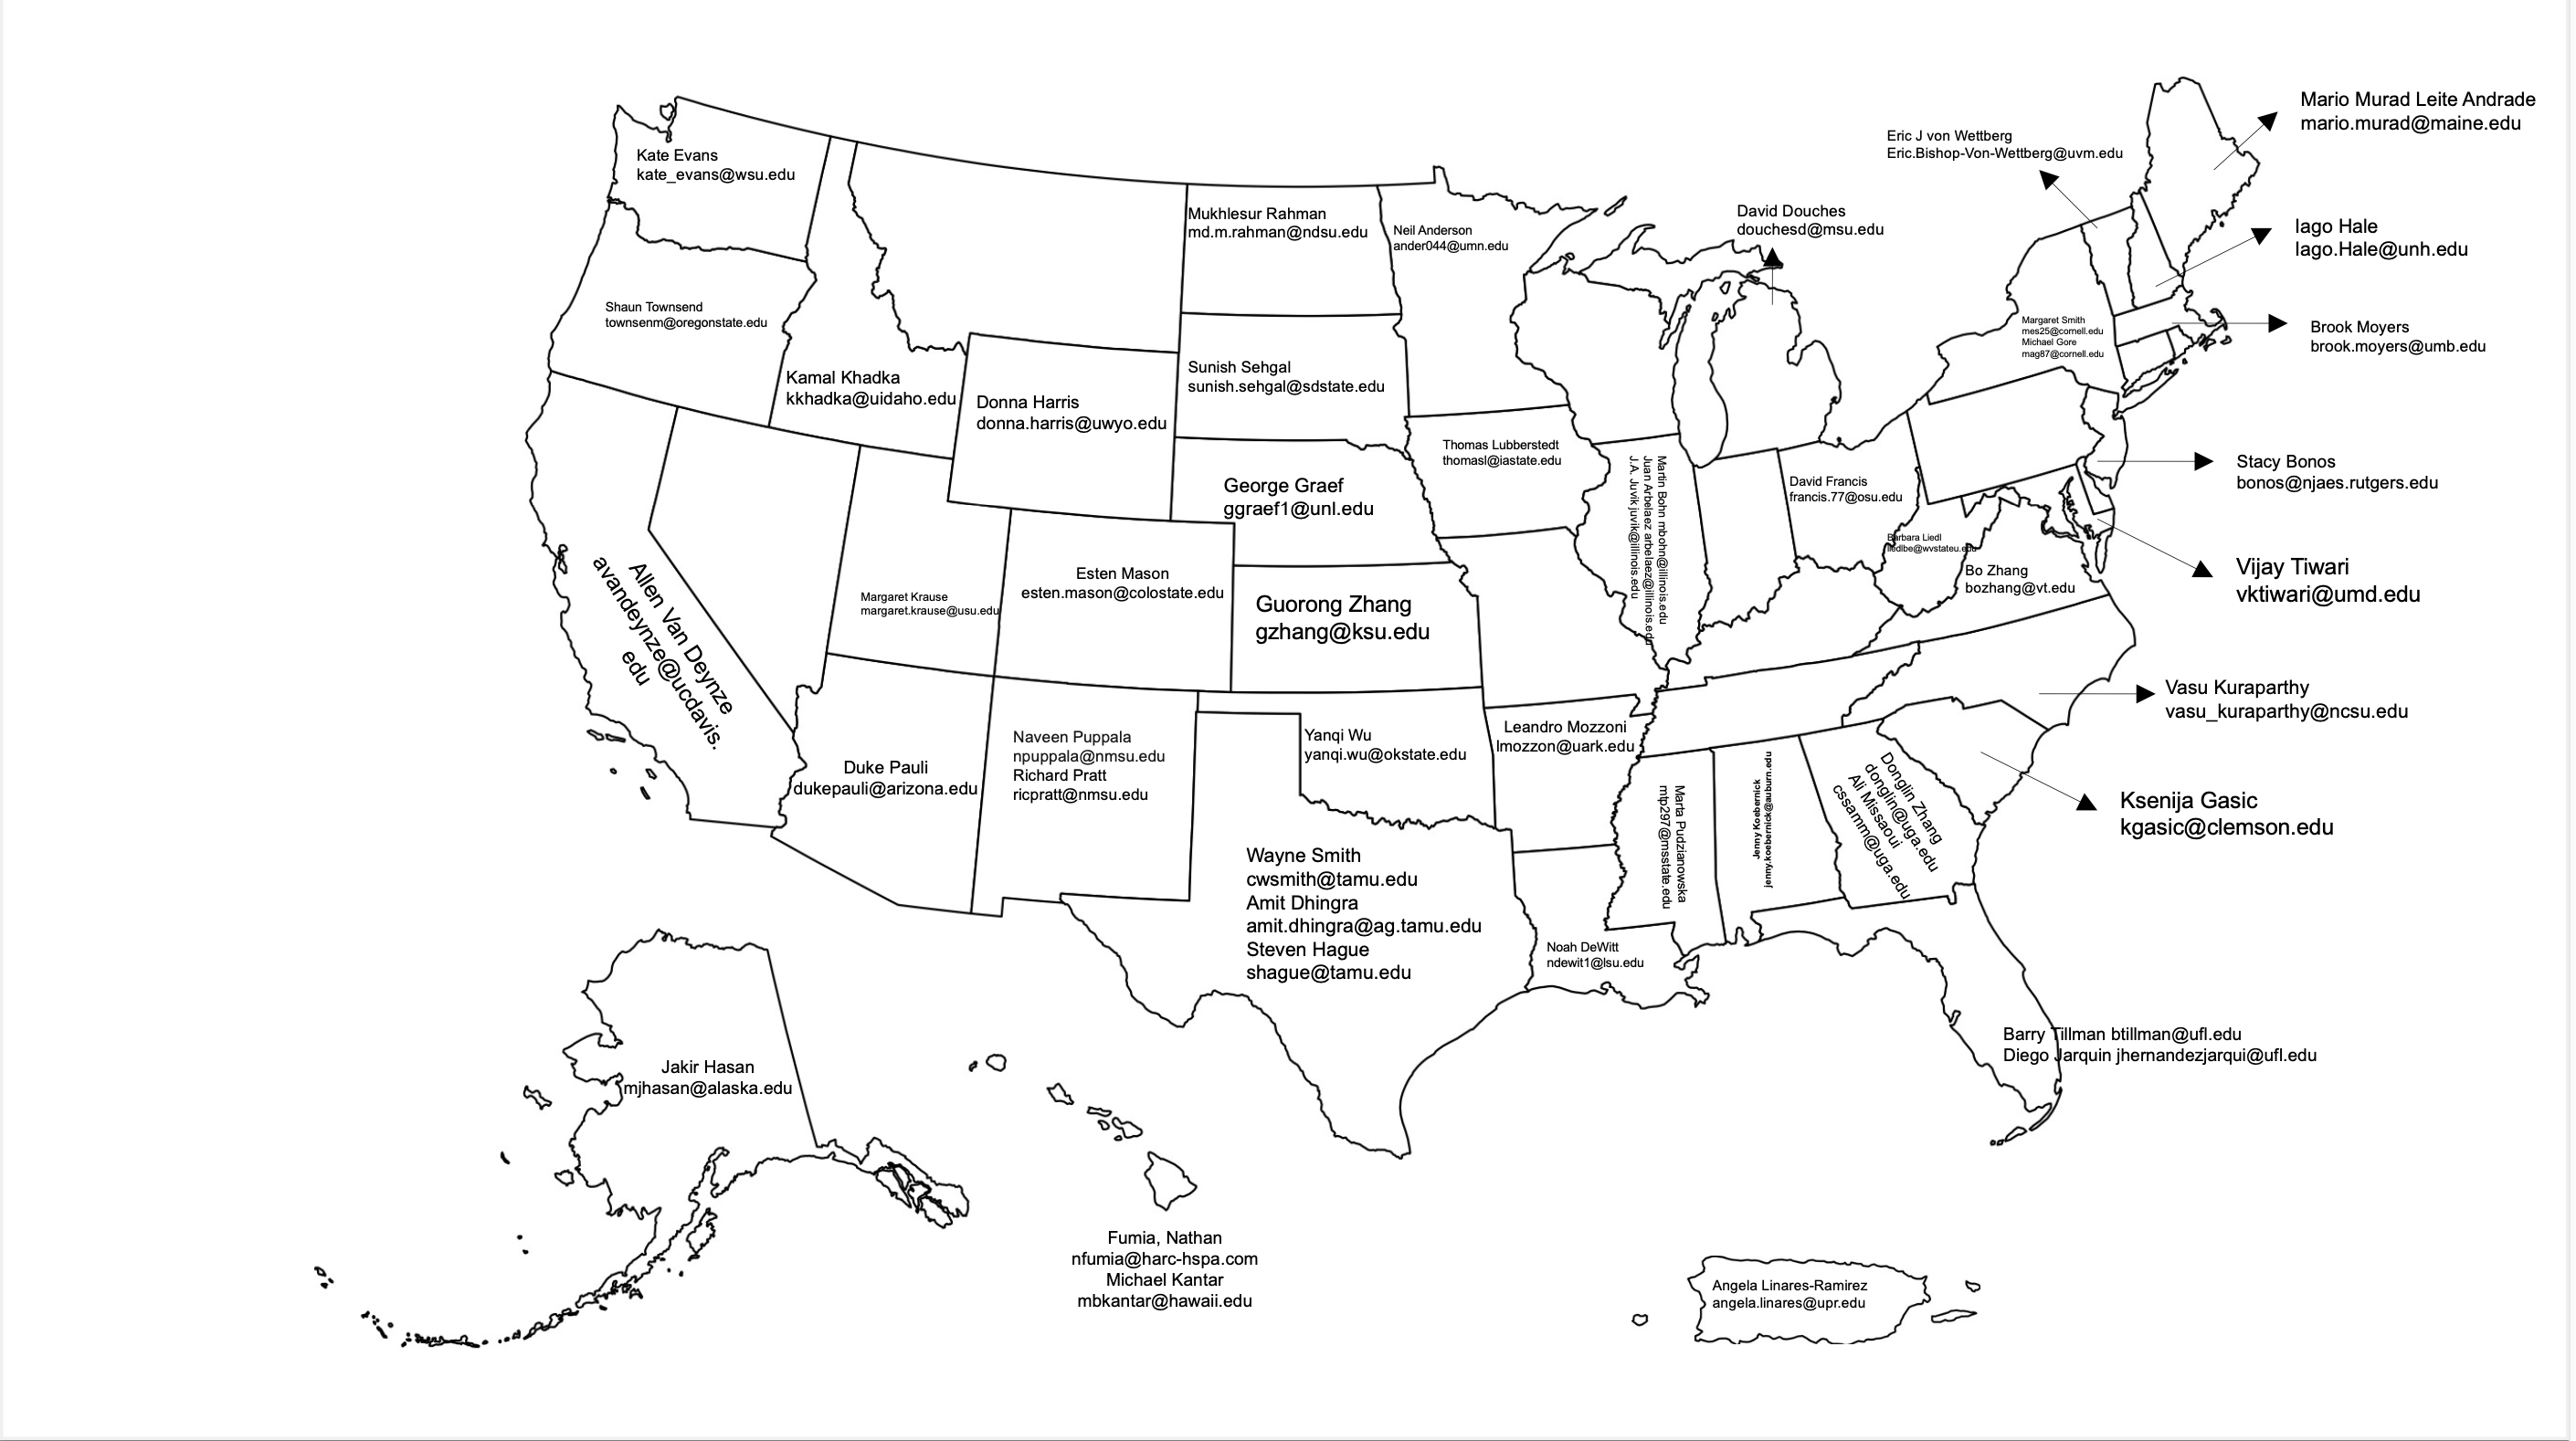 Mario Murad Leite Andrade
mario.murad@maine.edu
Eric J von Wettberg
Eric.Bishop-Von-Wettberg@uvm.edu
Kate Evans
kate_evans@wsu.edu
David Douches
douchesd@msu.edu
Mukhlesur Rahman
md.m.rahman@ndsu.edu
Neil Anderson
ander044@umn.edu
Iago Hale
Iago.Hale@unh.edu
Shaun Townsend
townsenm@oregonstate.edu
Margaret Smith
mes25@cornell.edu
Michael Gore
mag87@cornell.edu
Brook Moyers
brook.moyers@umb.edu
Kamal Khadka
kkhadka@uidaho.edu
Sunish Sehgal
sunish.sehgal@sdstate.edu
Donna Harris
donna.harris@uwyo.edu
Thomas Lubberstedt
thomasl@iastate.edu
Stacy Bonos
bonos@njaes.rutgers.edu
George Graef
ggraef1@unl.edu
Martin Bohn mbohn@illinois.edu
Juan Arbelaez arbelaez@illinois.edu
J.A. Juvik juvik@illinois.edu
David Francis
francis.77@osu.edu
Barbara Liedl
liedlbe@wvstateu.edu
Bo Zhang
bozhang@vt.edu
Vijay Tiwari
vktiwari@umd.edu
Allen Van Deynze
avandeynze@ucdavis.
edu
Margaret Krause
margaret.krause@usu.edu
Esten Mason
esten.mason@colostate.edu
Guorong Zhang
gzhang@ksu.edu
Vasu Kuraparthy
vasu_kuraparthy@ncsu.edu
Duke Pauli
dukepauli@arizona.edu
Naveen Puppala
npuppala@nmsu.edu
Richard Pratt
ricpratt@nmsu.edu
Yanqi Wu
yanqi.wu@okstate.edu
Leandro Mozzoni
lmozzon@uark.edu
Marta Pudzianowska
mtp297@msstate.edu
Jenny Koebernick
jenny.koebernick@auburn.edu
Donglin Zhang
donglin@uga.edu
Ali Missaoui
cssamm@uga.edu
Ksenija Gasic
kgasic@clemson.edu
Wayne Smith
cwsmith@tamu.edu
Amit Dhingra
amit.dhingra@ag.tamu.edu
Steven Hague
shague@tamu.edu
Noah DeWitt
ndewit1@lsu.edu
Barry Tillman btillman@ufl.edu
Diego Jarquin jhernandezjarqui@ufl.edu
Jakir Hasan
mjhasan@alaska.edu
Fumia, Nathan
nfumia@harc-hspa.com
Michael Kantar
mbkantar@hawaii.edu
Angela Linares-Ramirez
angela.linares@upr.edu